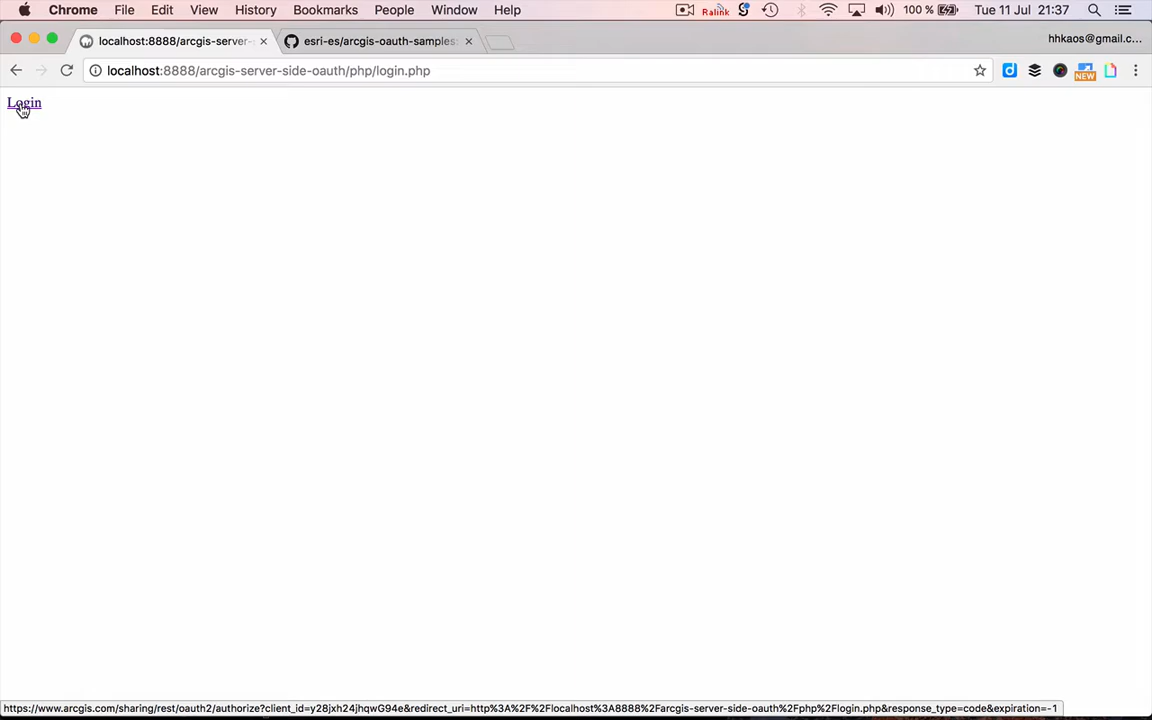 Chrome File Edit View History Bookmarks People Window Help Ralink 100 % Tue 11 Jul 21:37
localhost:8888/arcgis-server- esri-es/arcgis-oauth-samples: hhkaos@gmail.c...
localhost:8888/arcgis-server-side-oauth/php/login.php NEW
Login
https://www.arcgis.com/sharing/rest/oauth2/authorize?client_id=y28jxh24jhqwG94e&redirect_uri=http%3A%2F%2Flocalhost%3A8888%2Farcgis-server-side-oauth%2Fphp%2Flogin.php&response_type=code&expiration=-1